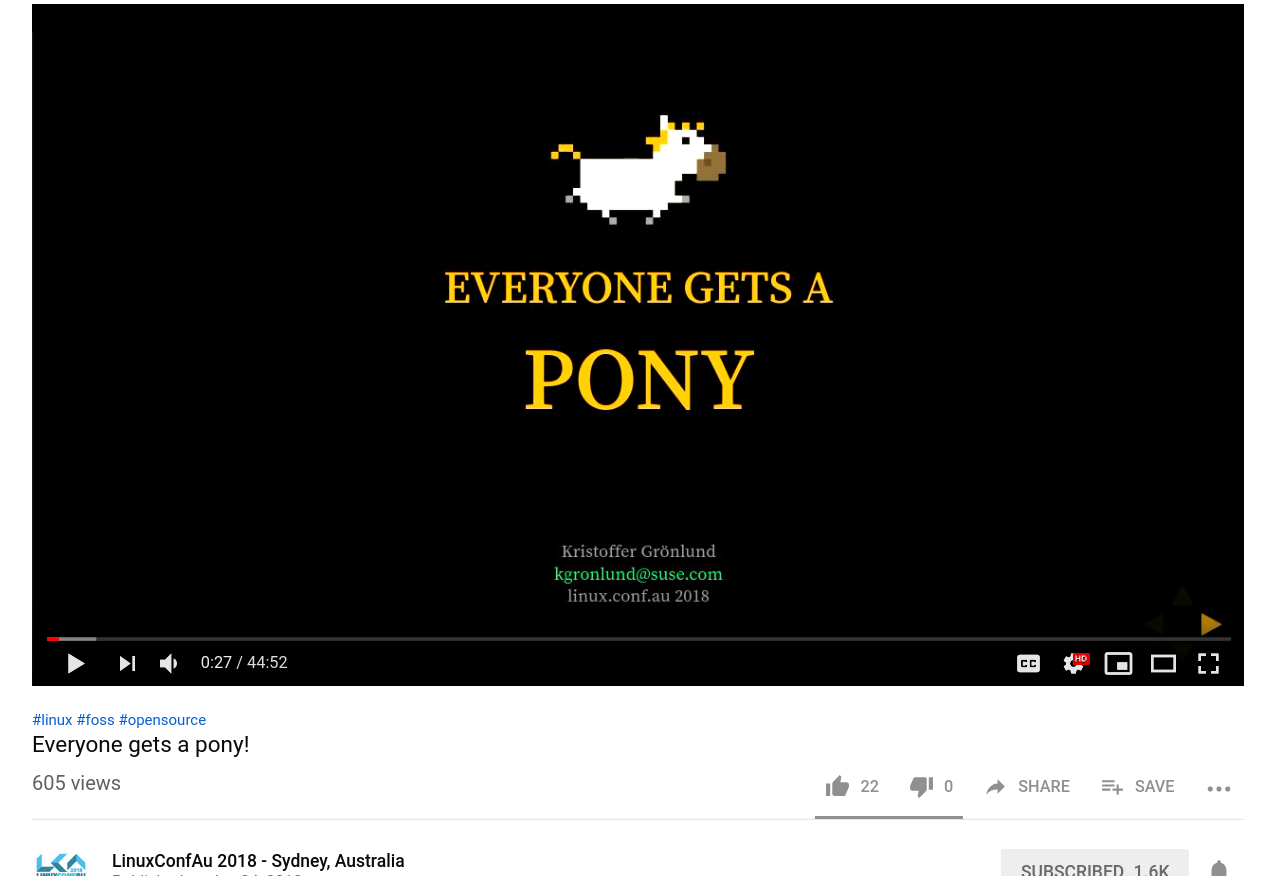 EVERYONE GETS A
PONY
Kristoffer Grönlund
kgronlund@suse.com
linux.conf.au 2018
0:27 / 44:52
CC
HD
#linux #foss #opensource
Everyone gets a pony!
605 views
22
0
SHARE
SAVE
LinuxConfAu 2018 - Sydney, Australia
SUBSCRIBED 1.6K